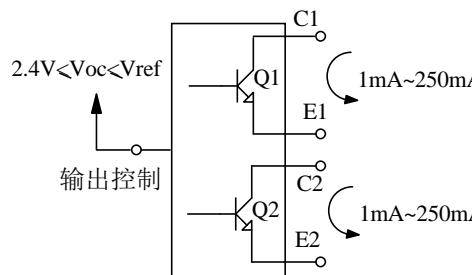 C1
2.4V<Voc<Vref
Q1
1mA~250mA
E1
输出控制
C2
Q2
1mA~250mA
E2